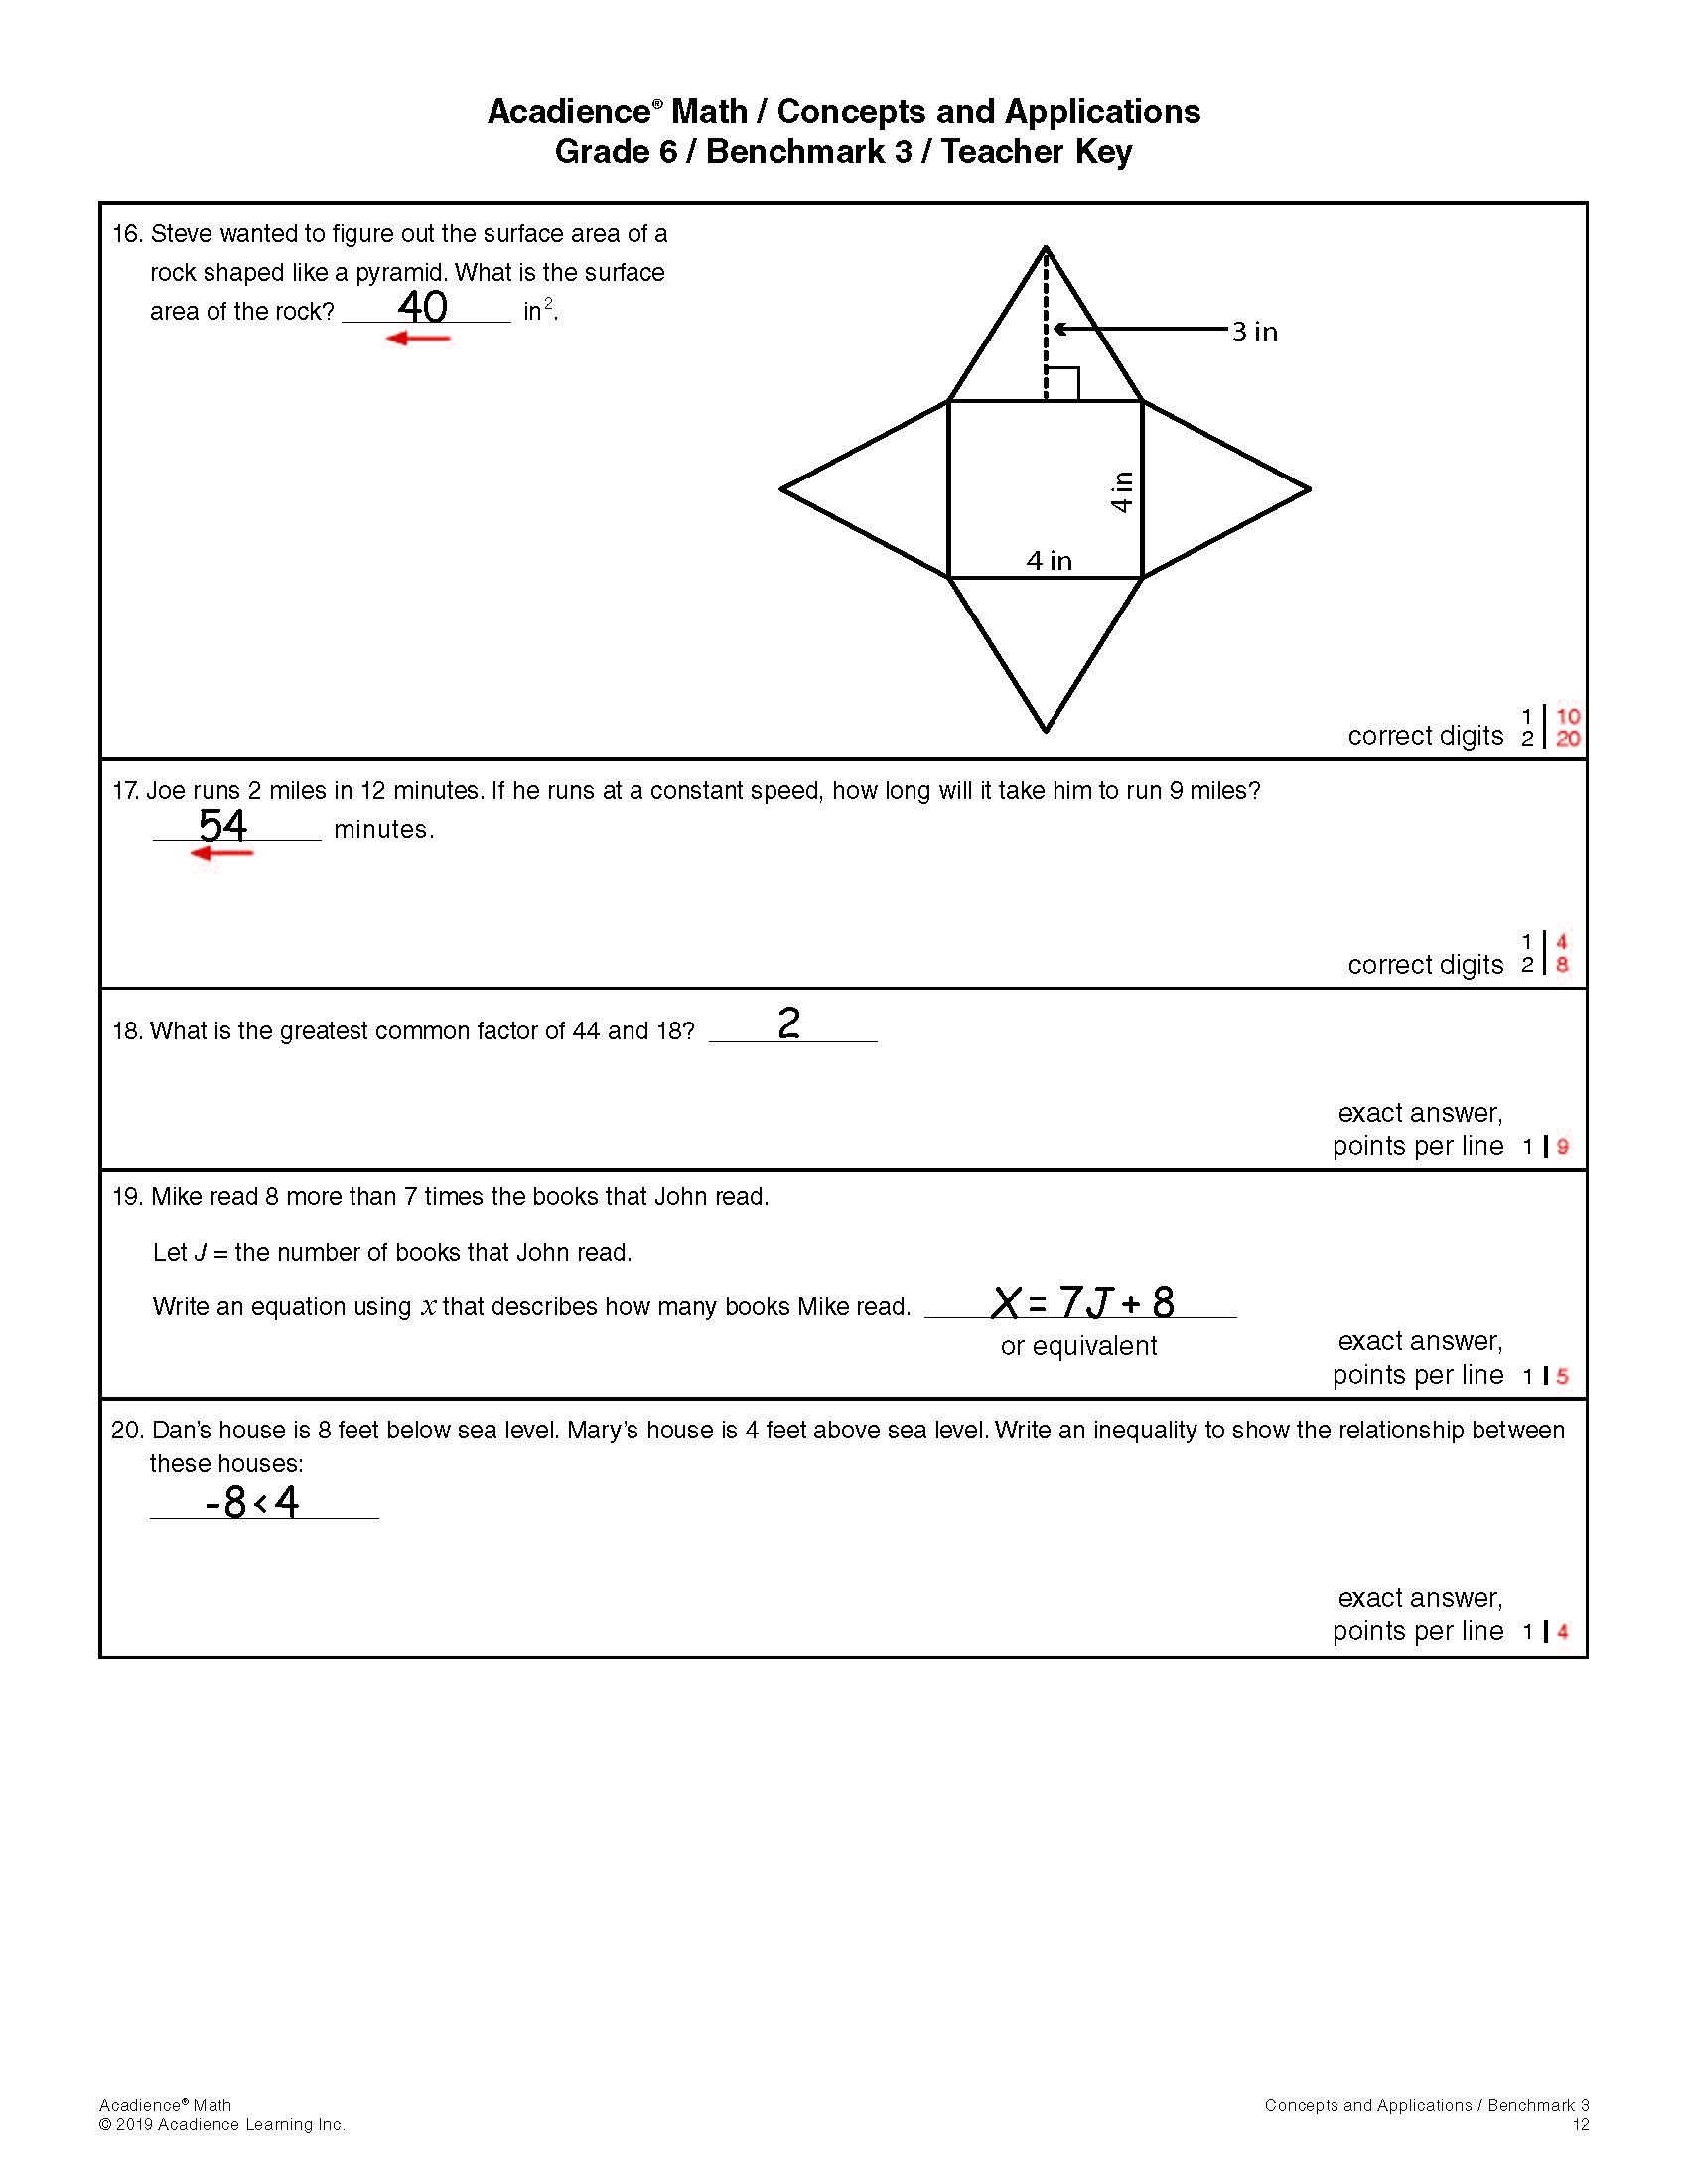 Acadience® Math / Concepts and Applications
Grade 6 / Benchmark 3 / Teacher Key
16. Steve wanted to figure out the surface area of a
rock shaped like a pyramid. What is the surface
area of the rock? 40 in².
3 in
4 in
4 in
correct digits 1 | 10
2 | 20
17. Joe runs 2 miles in 12 minutes. If he runs at a constant speed, how long will it take him to run 9 miles?
54 minutes.
correct digits 1 | 4
2 | 8
18. What is the greatest common factor of 44 and 18? 2
exact answer,
points per line 1 | 9
19. Mike read 8 more than 7 times the books that John read.
Let J = the number of books that John read.
Write an equation using x that describes how many books Mike read. X = 7J + 8
or equivalent
exact answer,
points per line 1 | 5
20. Dan's house is 8 feet below sea level. Mary's house is 4 feet above sea level. Write an inequality to show the relationship between
these houses:
-8 < 4
exact answer,
points per line 1 | 4
Acadience® Math
© 2019 Acadience Learning Inc.
Concepts and Applications / Benchmark 3
12